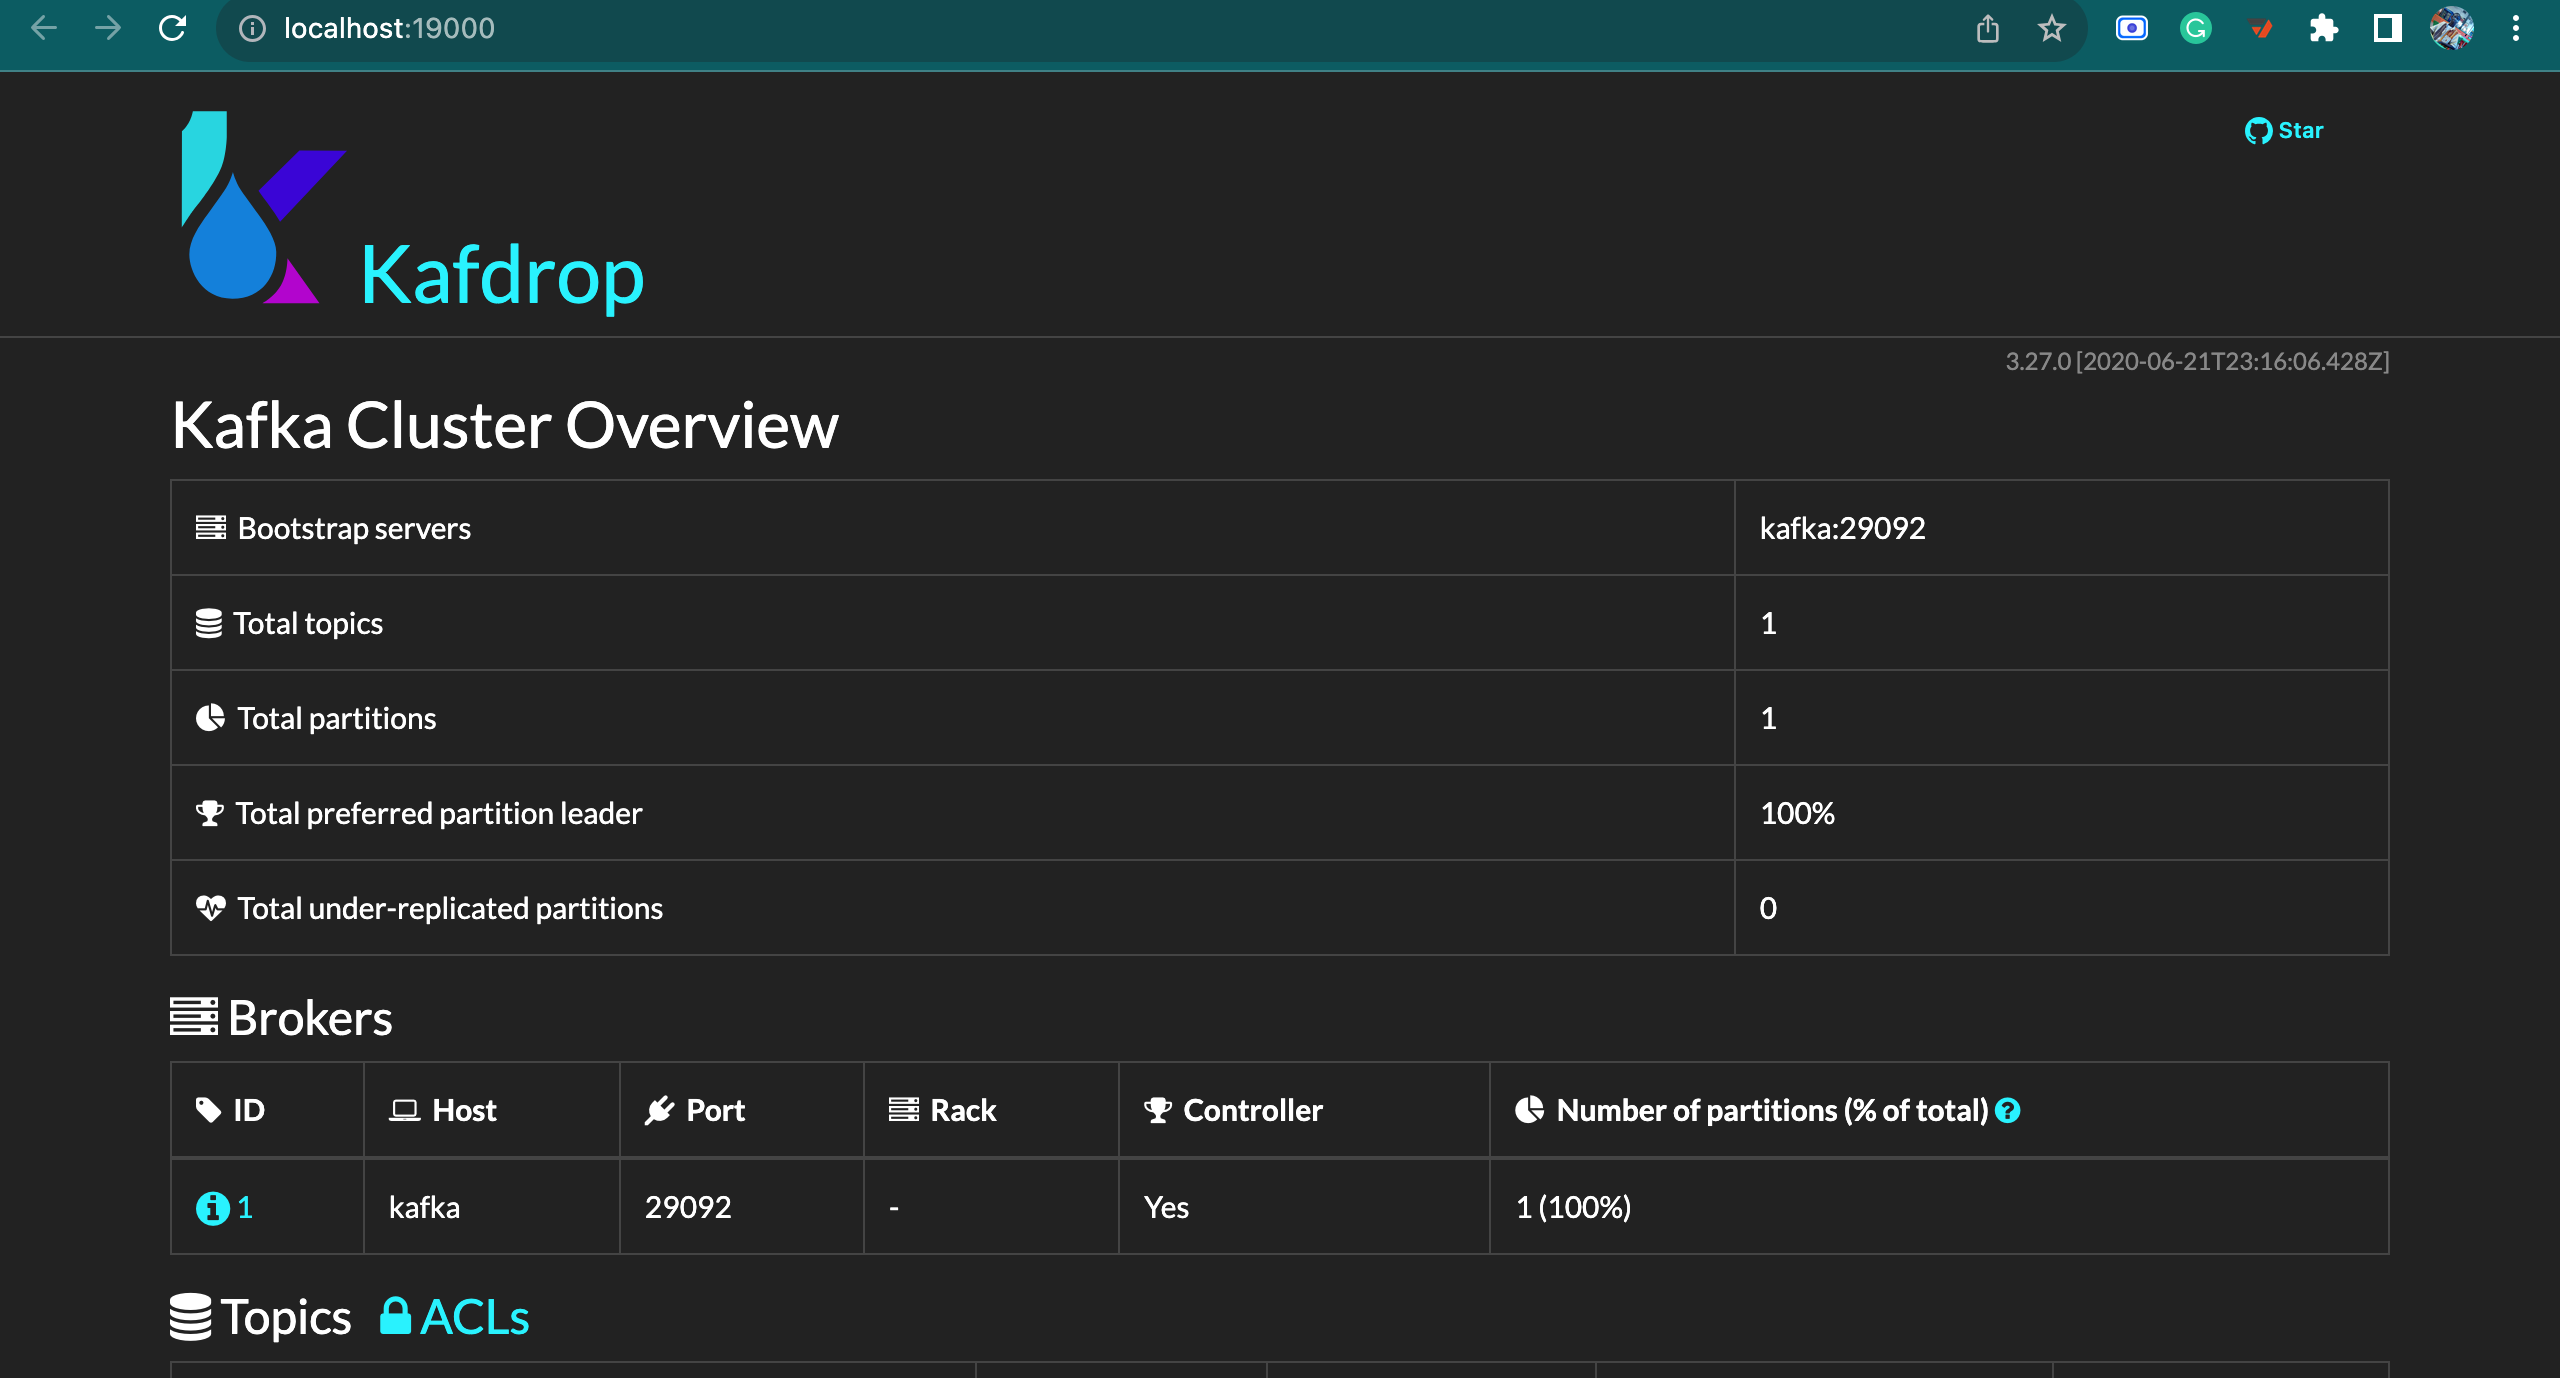 localhost:19000
Star
Kafdrop
3.27.0 [2020-06-21T23:16:06.428Z]
Kafka Cluster Overview
Bootstrap servers kafka:29092
Total topics 1
Total partitions 1
Total preferred partition leader 100%
Total under-replicated partitions 0
Brokers
ID Host Port Rack Controller Number of partitions (% of total)
1 kafka 29092 - Yes 1 (100%)
Topics ACLs